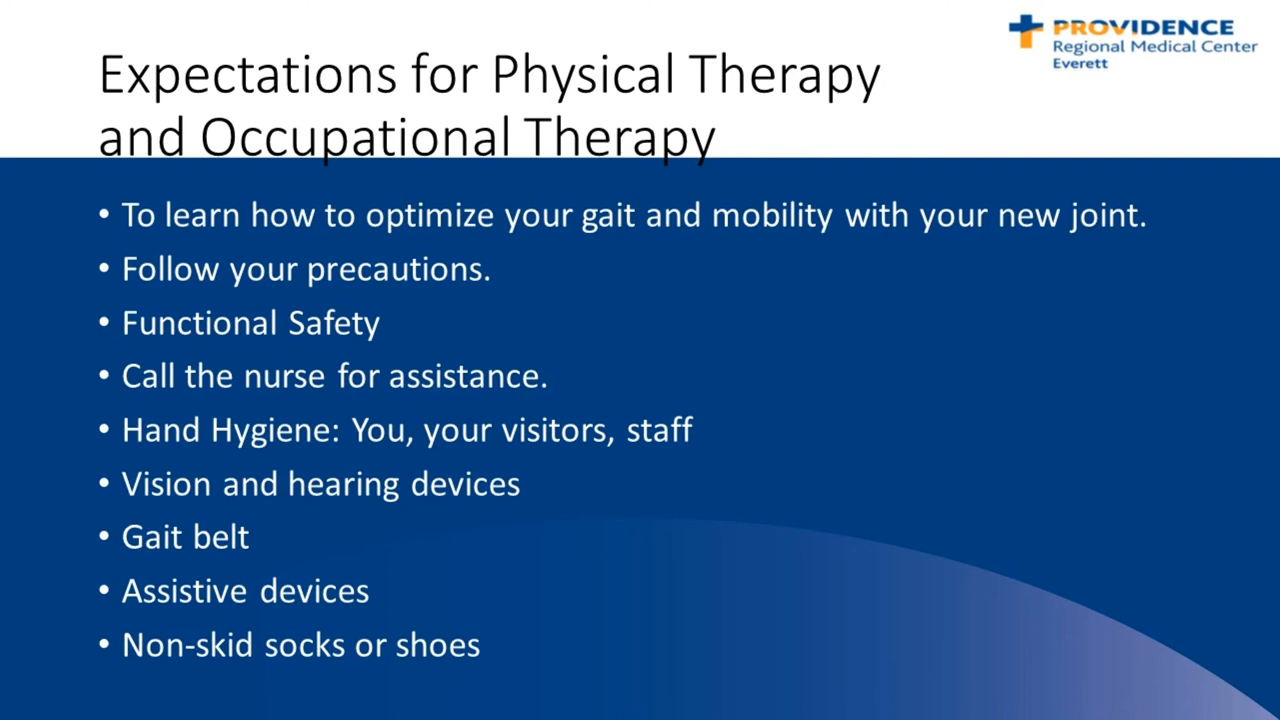 PROVIDENCE
Regional Medical Center
Everett
Expectations for Physical Therapy
and Occupational Therapy
• To learn how to optimize your gait and mobility with your new joint.
• Follow your precautions.
• Functional Safety
• Call the nurse for assistance.
• Hand Hygiene: You, your visitors, staff
• Vision and hearing devices
• Gait belt
• Assistive devices
• Non-skid socks or shoes